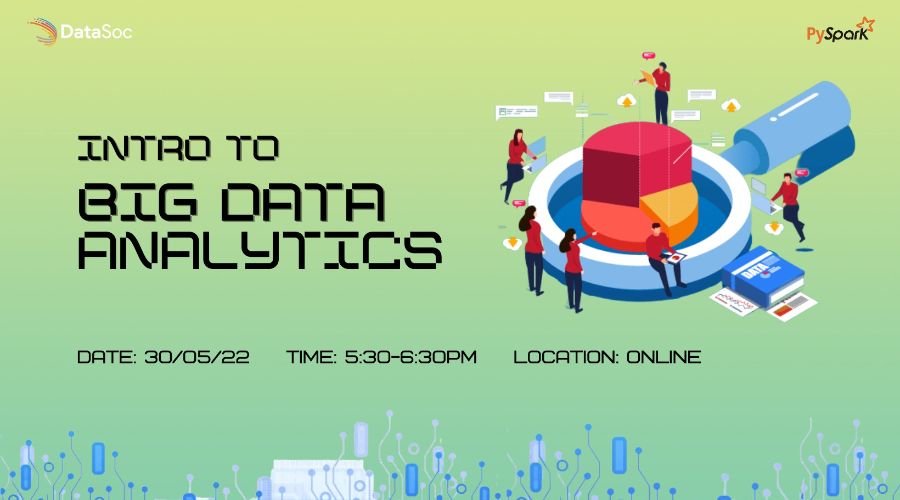 DataSoc
PySpark
INTRO TO
BIG DATA
ANALYTICS
DATA
DATE: 30/05/22 TIME: 5:30-6:30PM LOCATION: ONLINE